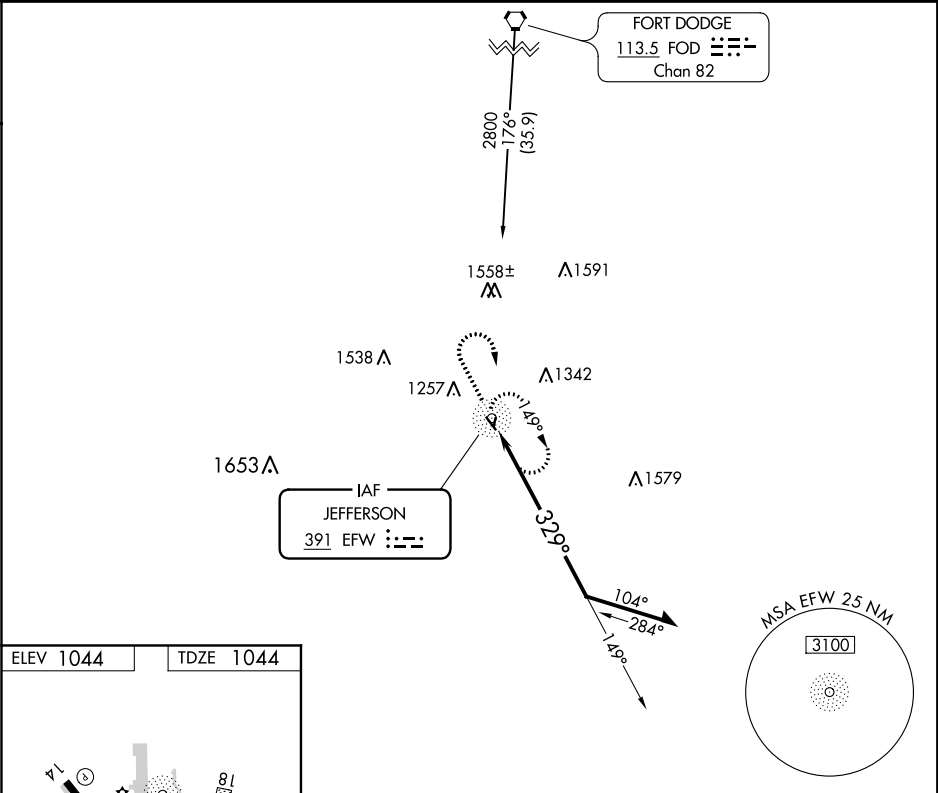 FORT DODGE
113.5 FOD
Chan 82
2800
176°
(35.9)
1558±
1591
1538
1257
1342
149°
1653
1579
IAF
JEFFERSON
391 EFW
329°
104°
284°
149°
MSA EFW 25 NM
3100
ELEV 1044
TDZE 1044
14
P
18